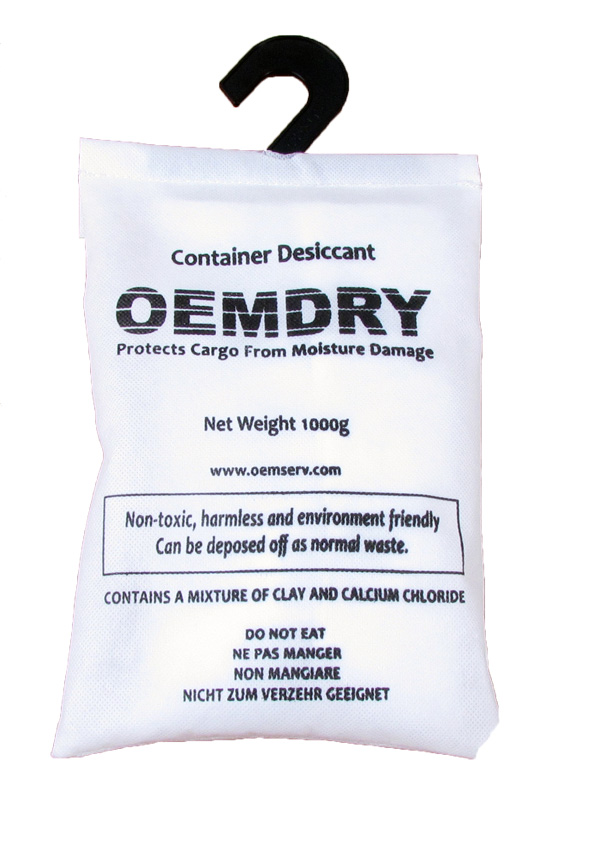 Container Desiccant
OEMDRY
Protects Cargo From Moisture Damage
Net Weight 1000g
www.oemserv.com
Non-toxic, harmless and environment friendly
Can be deposed off as normal waste.
CONTAINS A MIXTURE OF CLAY AND CALCIUM CHLORIDE
DO NOT EAT
NE PAS MANGER
NON MANGIARE
NICHT ZUM VERZEHR GEEIGNET